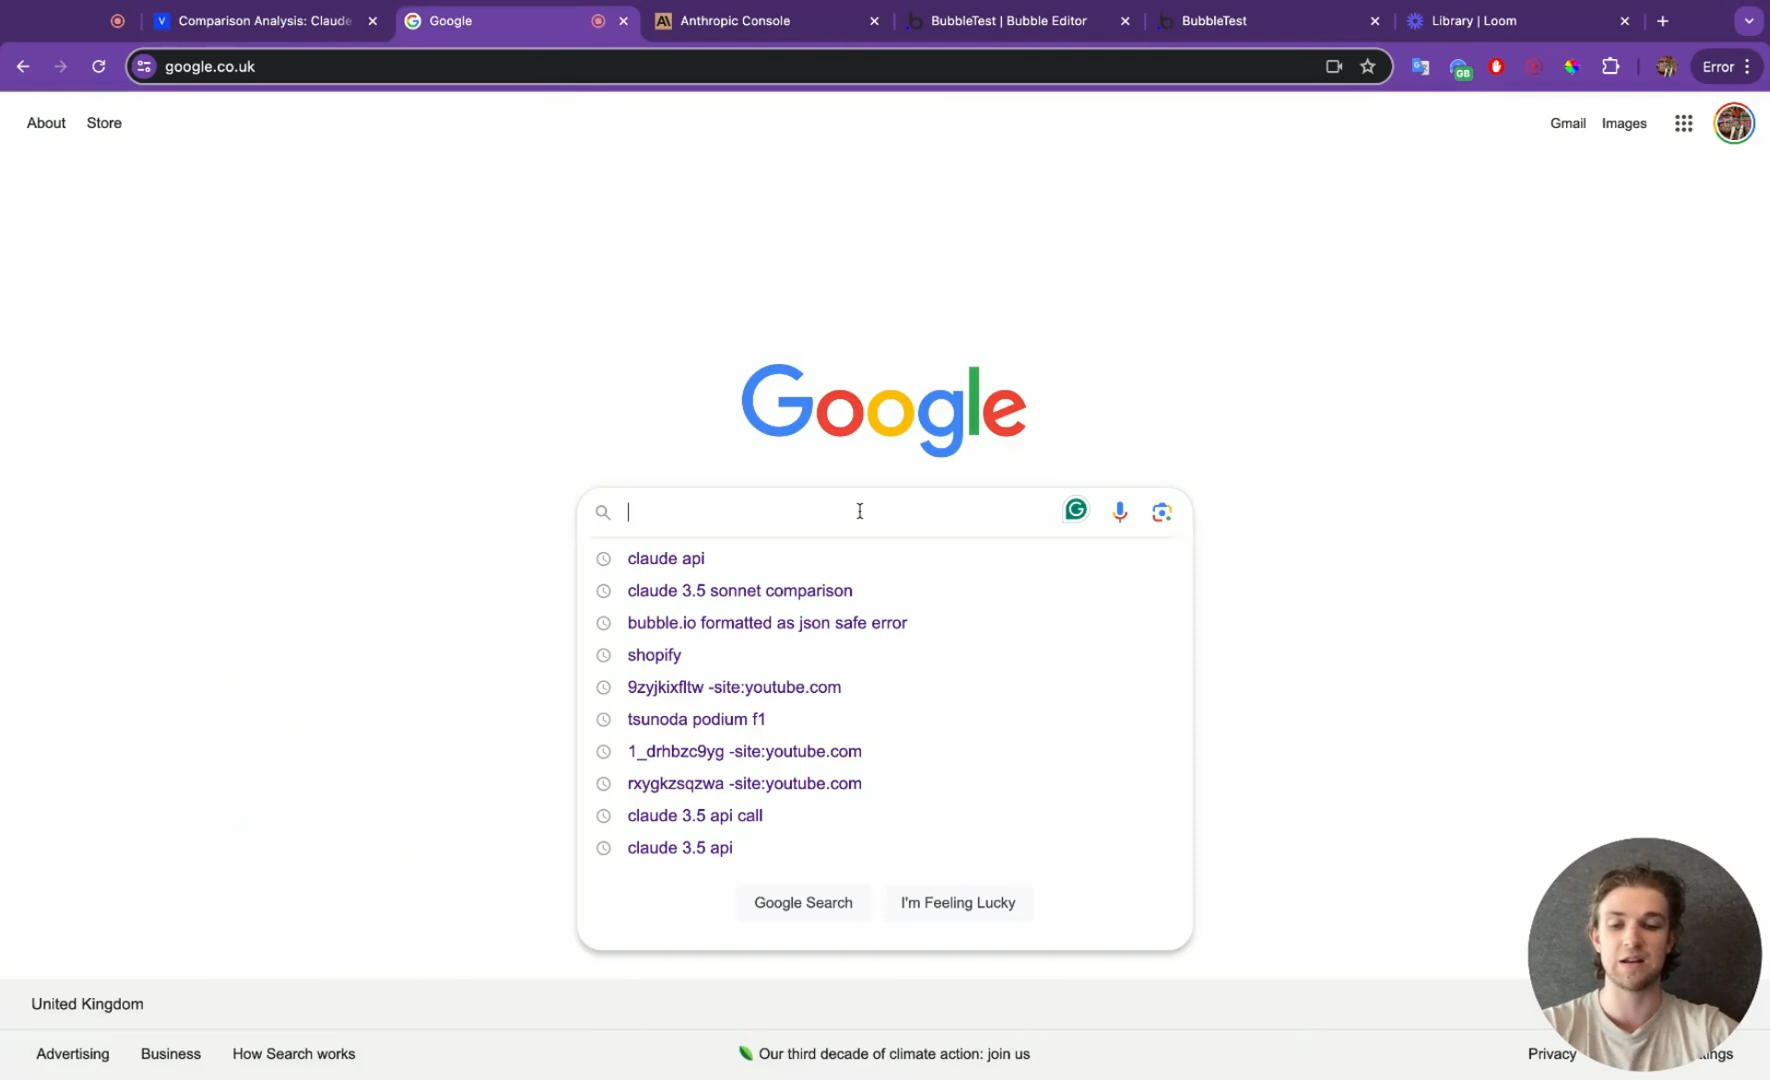 Comparison Analysis: Claude
Google
Anthropic Console
BubbleTest | Bubble Editor
BubbleTest
Library | Loom
google.co.uk
GB
Error
About
Store
Gmail
Images
Google
claude api
claude 3.5 sonnet comparison
bubble.io formatted as json safe error
shopify
9zyjkixfltw -site:youtube.com
tsunoda podium f1
1_drhbzc9yg -site:youtube.com
rxygkzsqzwa -site:youtube.com
claude 3.5 api call
claude 3.5 api
Google Search
I'm Feeling Lucky
United Kingdom
Advertising
Business
How Search works
Our third decade of climate action: join us
Privacy